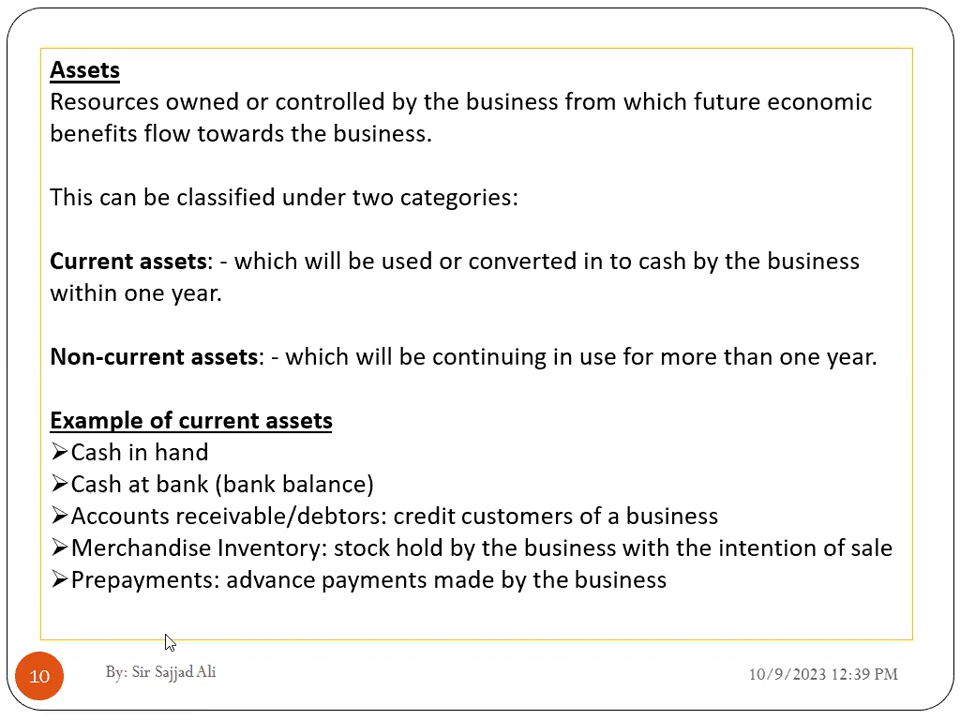 Assets
Resources owned or controlled by the business from which future economic
benefits flow towards the business.
This can be classified under two categories:
Current assets: - which will be used or converted in to cash by the business
within one year.
Non-current assets: - which will be continuing in use for more than one year.
Example of current assets
➢Cash in hand
➢Cash at bank (bank balance)
➢Accounts receivable/debtors: credit customers of a business
➢Merchandise Inventory: stock hold by the business with the intention of sale
➢Prepayments: advance payments made by the business
10
By: Sir Sajjad Ali
10/9/2023 12:39 PM